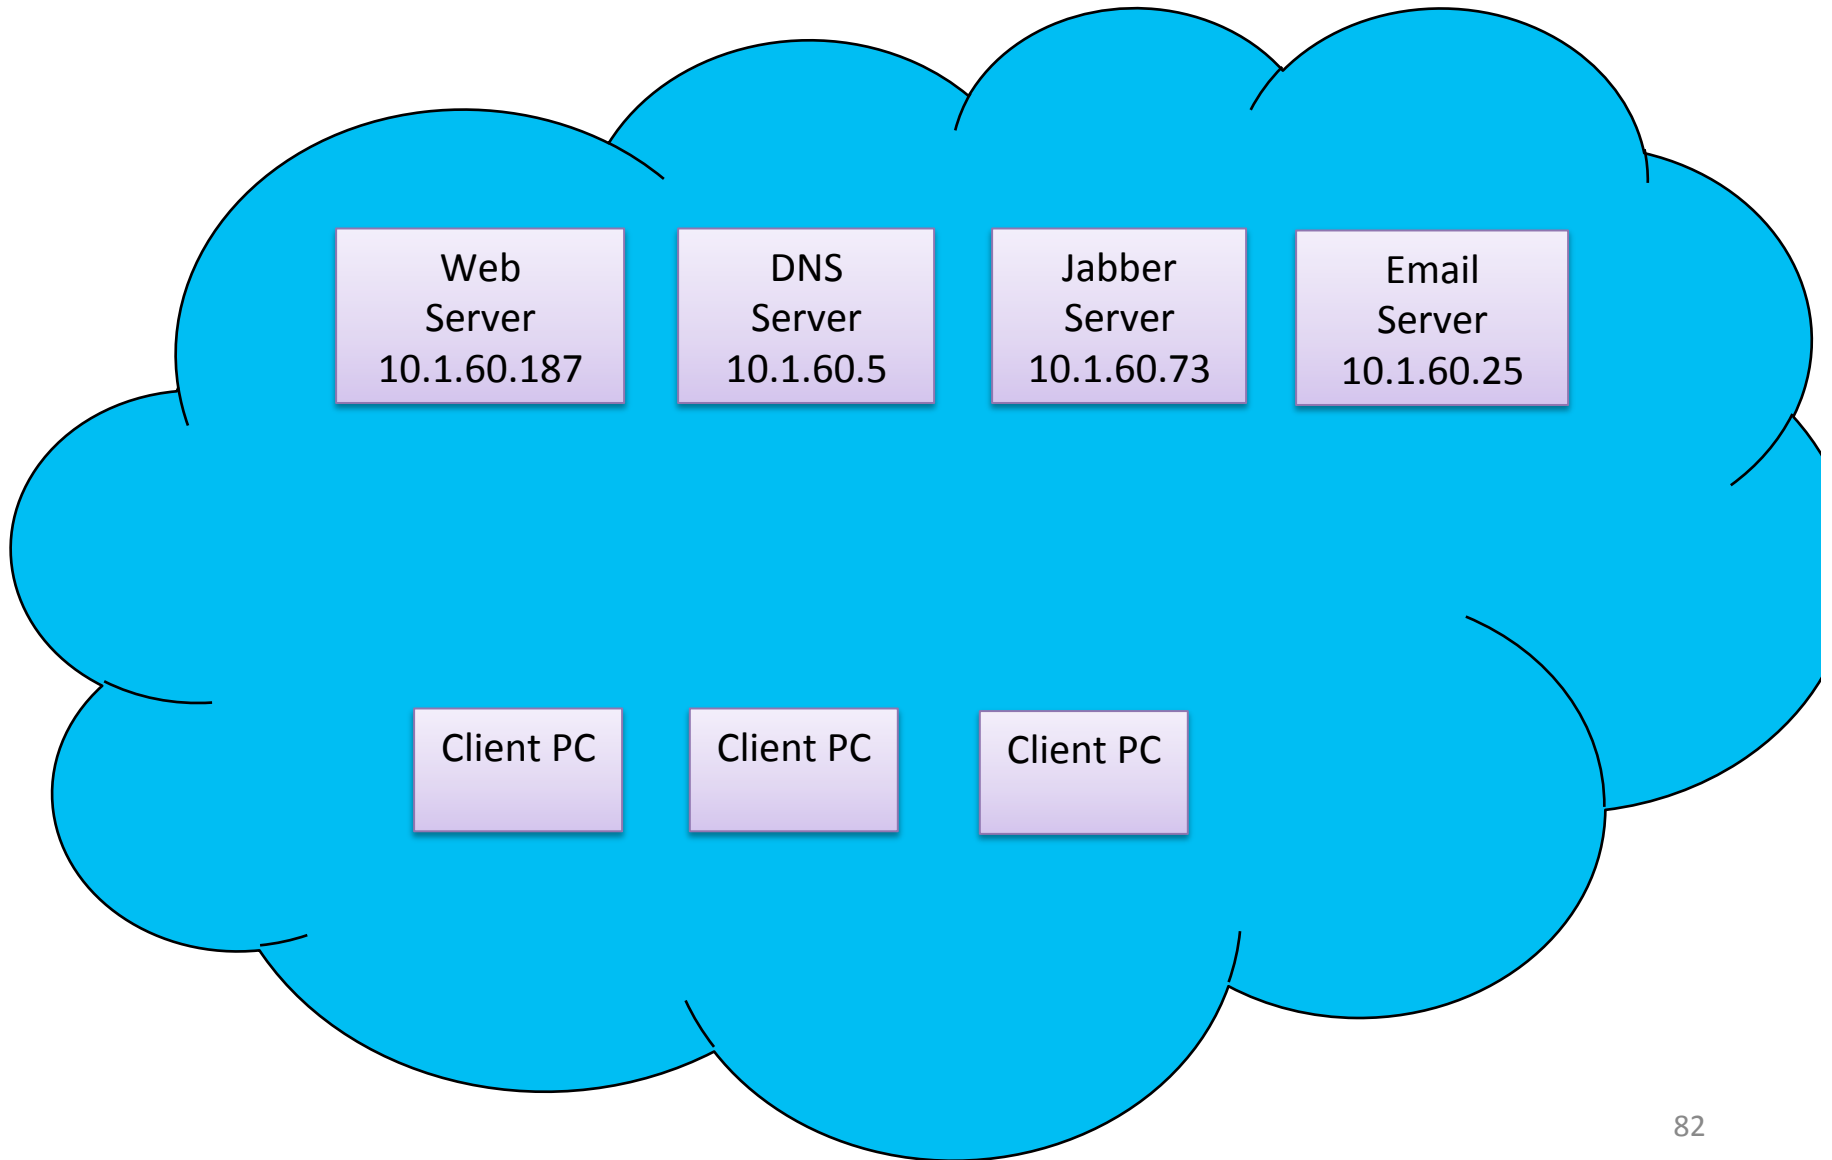 Web
Server
10.1.60.187
DNS
Server
10.1.60.5
Jabber
Server
10.1.60.73
Email
Server
10.1.60.25
Client PC
Client PC
Client PC
82